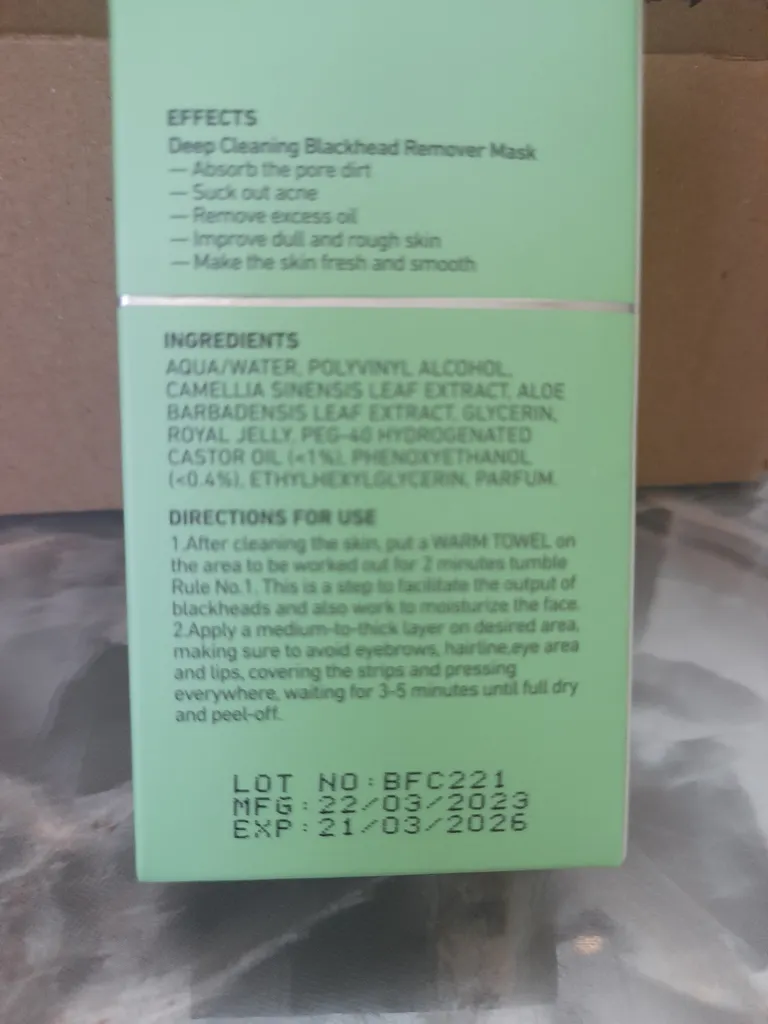 EFFECTS
Deep Cleaning Blackhead Remover Mask
— Absorb the pore dirt
— Suck out acne
— Remove excess oil
— Improve dull and rough skin
— Make the skin fresh and smooth
INGREDIENTS
AQUA/WATER, POLYVINYL ALCOHOL,
CAMELLIA SINENSIS LEAF EXTRACT, ALOE
BARBADENSIS LEAF EXTRACT, GLYCERIN,
ROYAL JELLY, PEG-40 HYDROGENATED
CASTOR OIL (<1%), PHENOXYETHANOL
(<0.4%), ETHYLHEXYLGLYCERIN, PARFUM.
DIRECTIONS FOR USE
1.After cleaning the skin, put a WARM TOWEL on
the area to be worked out for 2 minutes tumble
Rule No.1. This is a step to facilitate the output of
blackheads and also work to moisturize the face.
2.Apply a medium-to-thick layer on desired area,
making sure to avoid eyebrows, hairline,eye area
and lips, covering the strips and pressing
everywhere, waiting for 3-5 minutes until full dry
and peel-off.
LOT NO:BFC221
MFG:22/03/2023
EXP:21/03/2026